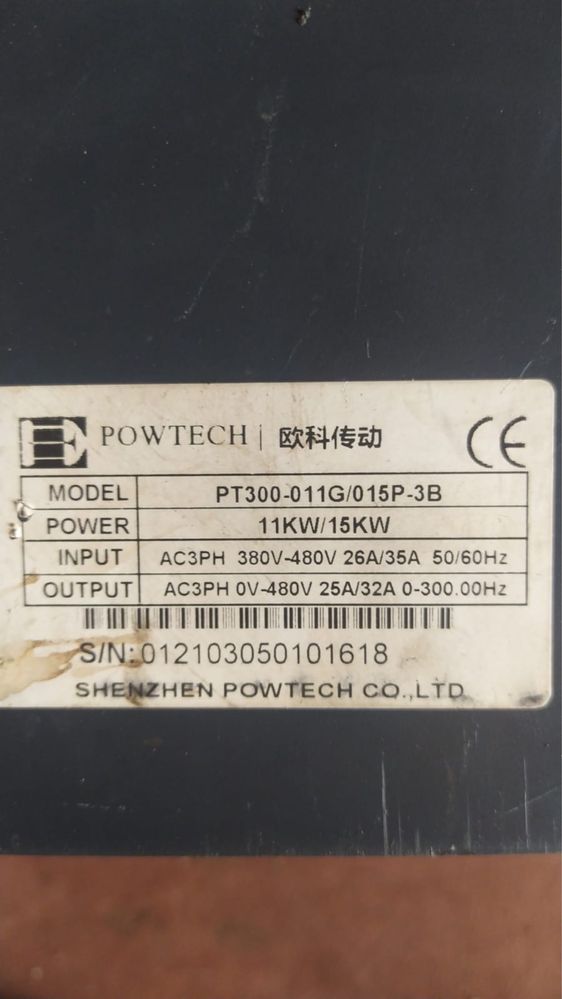 POWTECH | 欧科传动 CE
MODEL PT300-011G/015P-3B
POWER 11KW/15KW
INPUT AC3PH 380V-480V 26A/35A 50/60Hz
OUTPUT AC3PH 0V-480V 25A/32A 0-300.00Hz
S/N:012103050101618
SHENZHEN POWTECH CO.,LTD